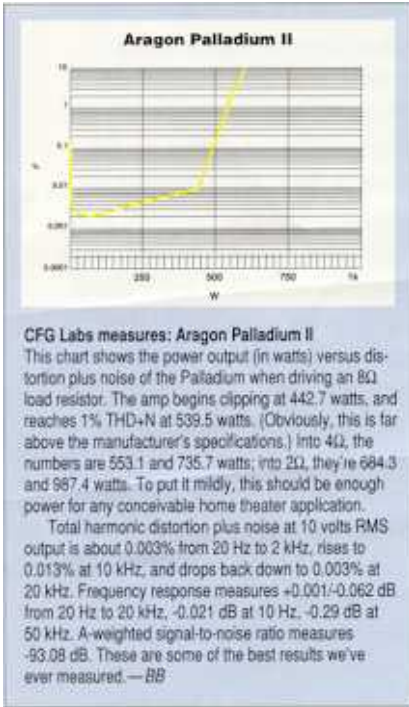 Aragon Palladium II
10
1
0.1
0.01
0.001
0.0001
250 500 750 1k
W
CFG Labs measures: Aragon Palladium II
This chart shows the power output (in watts) versus dis-
tortion plus noise of the Palladium when driving an 8Ω
load resistor. The amp begins clipping at 442.7 watts, and
reaches 1% THD+N at 539.5 watts. (Obviously, this is far
above the manufacturer's specifications.) Into 4Ω, the
numbers are 553.1 and 735.7 watts; into 2Ω, they're 684.3
and 987.4 watts. To put it mildly, this should be enough
power for any conceivable home theater application.
Total harmonic distortion plus noise at 10 volts RMS
output is about 0.003% from 20 Hz to 2 kHz, rises to
0.013% at 10 kHz, and drops back down to 0.003% at
20 kHz. Frequency response measures +0.001/-0.062 dB
from 20 Hz to 20 kHz, -0.021 dB at 10 Hz, -0.29 dB at
50 kHz. A-weighted signal-to-noise ratio measures
-93.08 dB. These are some of the best results we've
ever measured.—BB